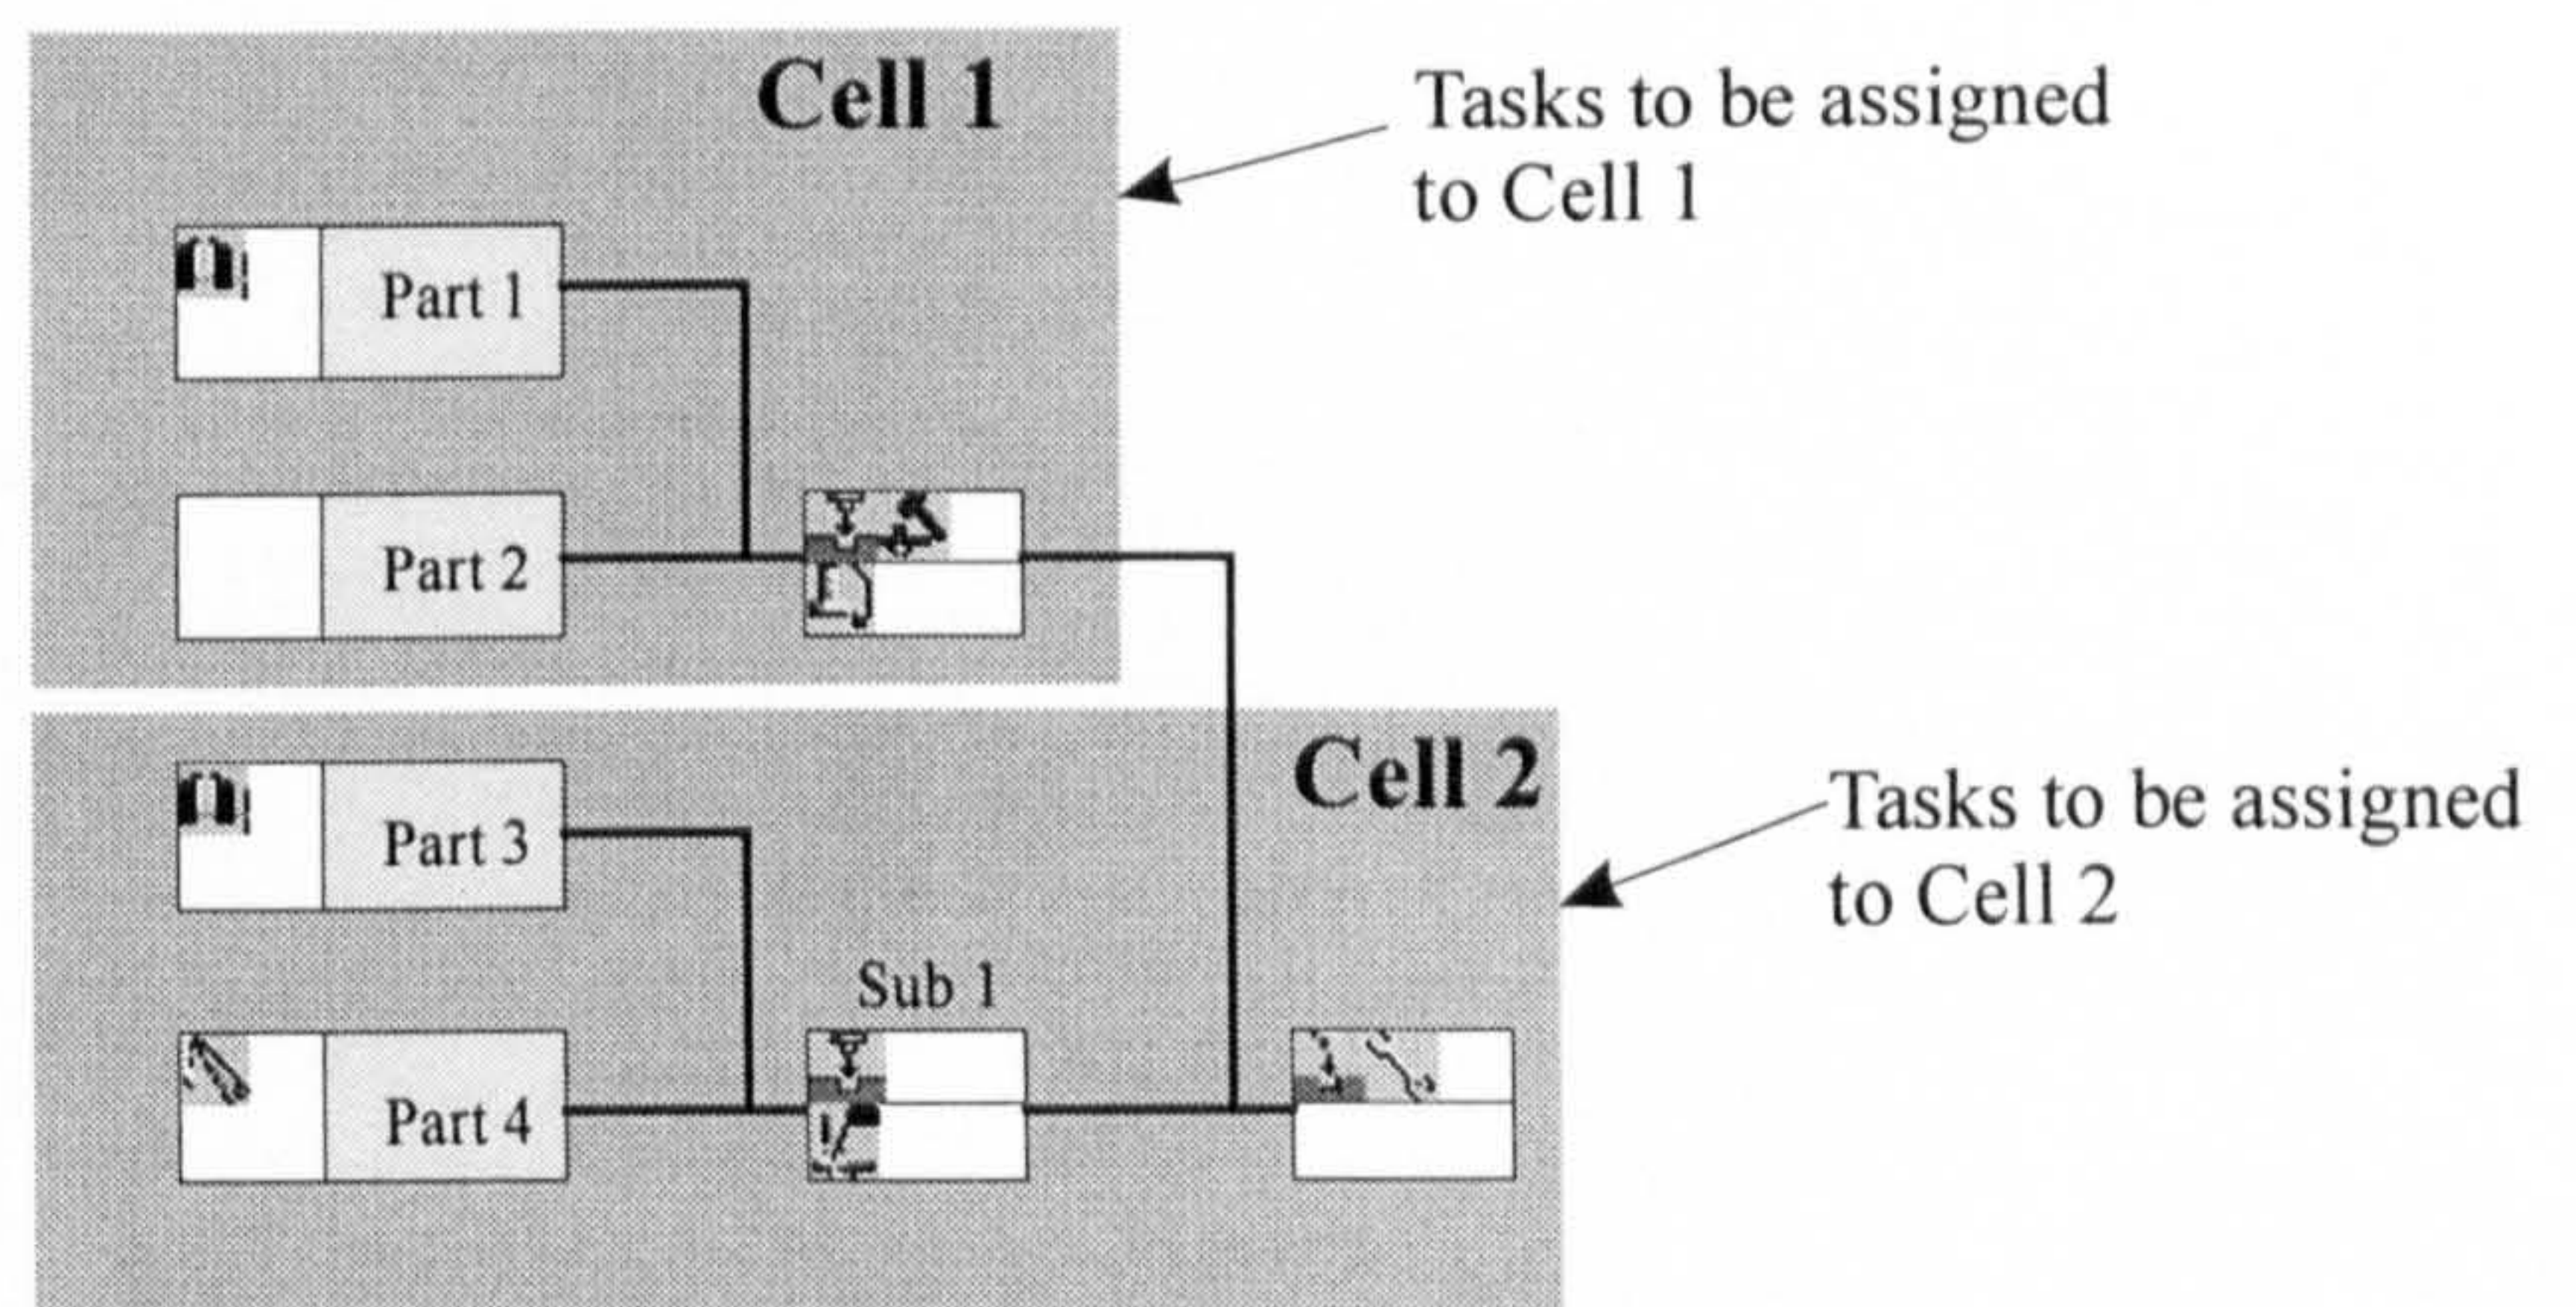 Cell 1
Tasks to be assigned
to Cell 1
Part 1
Part 2
Cell 2
Tasks to be assigned
to Cell 2
Part 3
Sub 1
Part 4